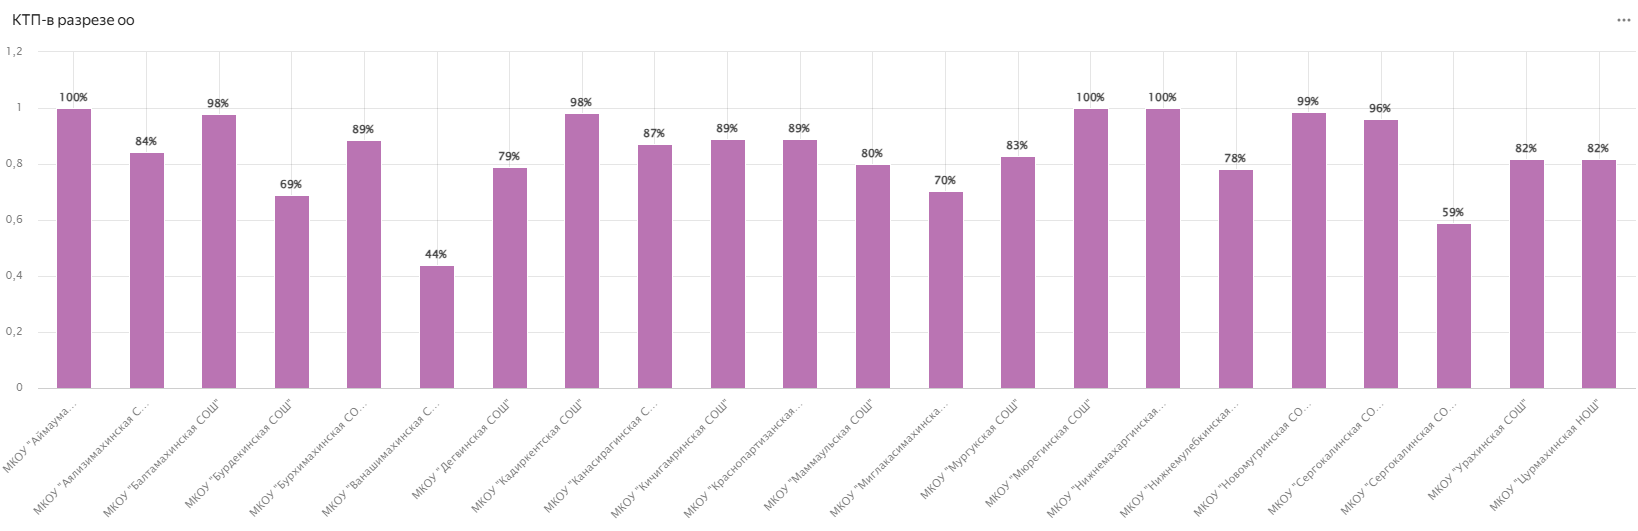 КТП-в разрезе оо
1,2
1
0,8
0,6
0,4
0,2
0
100%
84%
98%
69%
89%
44%
79%
98%
87%
89%
89%
80%
70%
83%
100%
100%
78%
99%
96%
59%
82%
82%
МКОУ "Аймаума...
МКОУ "Аялизимахинская С...
МКОУ "Балтамахинская СОШ"
МКОУ "Бурдекинская СОШ"
МКОУ "Бурхимахинская СО...
МКОУ "Ванашимахинская С...
МКОУ "Дегвинская СОШ"
МКОУ "Кадиркентская СОШ"
МКОУ "Канасирагинская С...
МКОУ "Кичигамринская СОШ"
МКОУ "Краснопартизанская...
МКОУ "Маммаульская СОШ"
МКОУ "Миглакасимахинска...
МКОУ "Мургукская СОШ"
МКОУ "Мюрегинская СОШ"
МКОУ "Нижнемахаргинская...
МКОУ "Нижнемулебкинская...
МКОУ "Новомугринская СО...
МКОУ "Сергокалинская СО...
МКОУ "Сергокалинская СО...
МКОУ "Урахинская СОШ"
МКОУ "Цурмахинская НОШ"